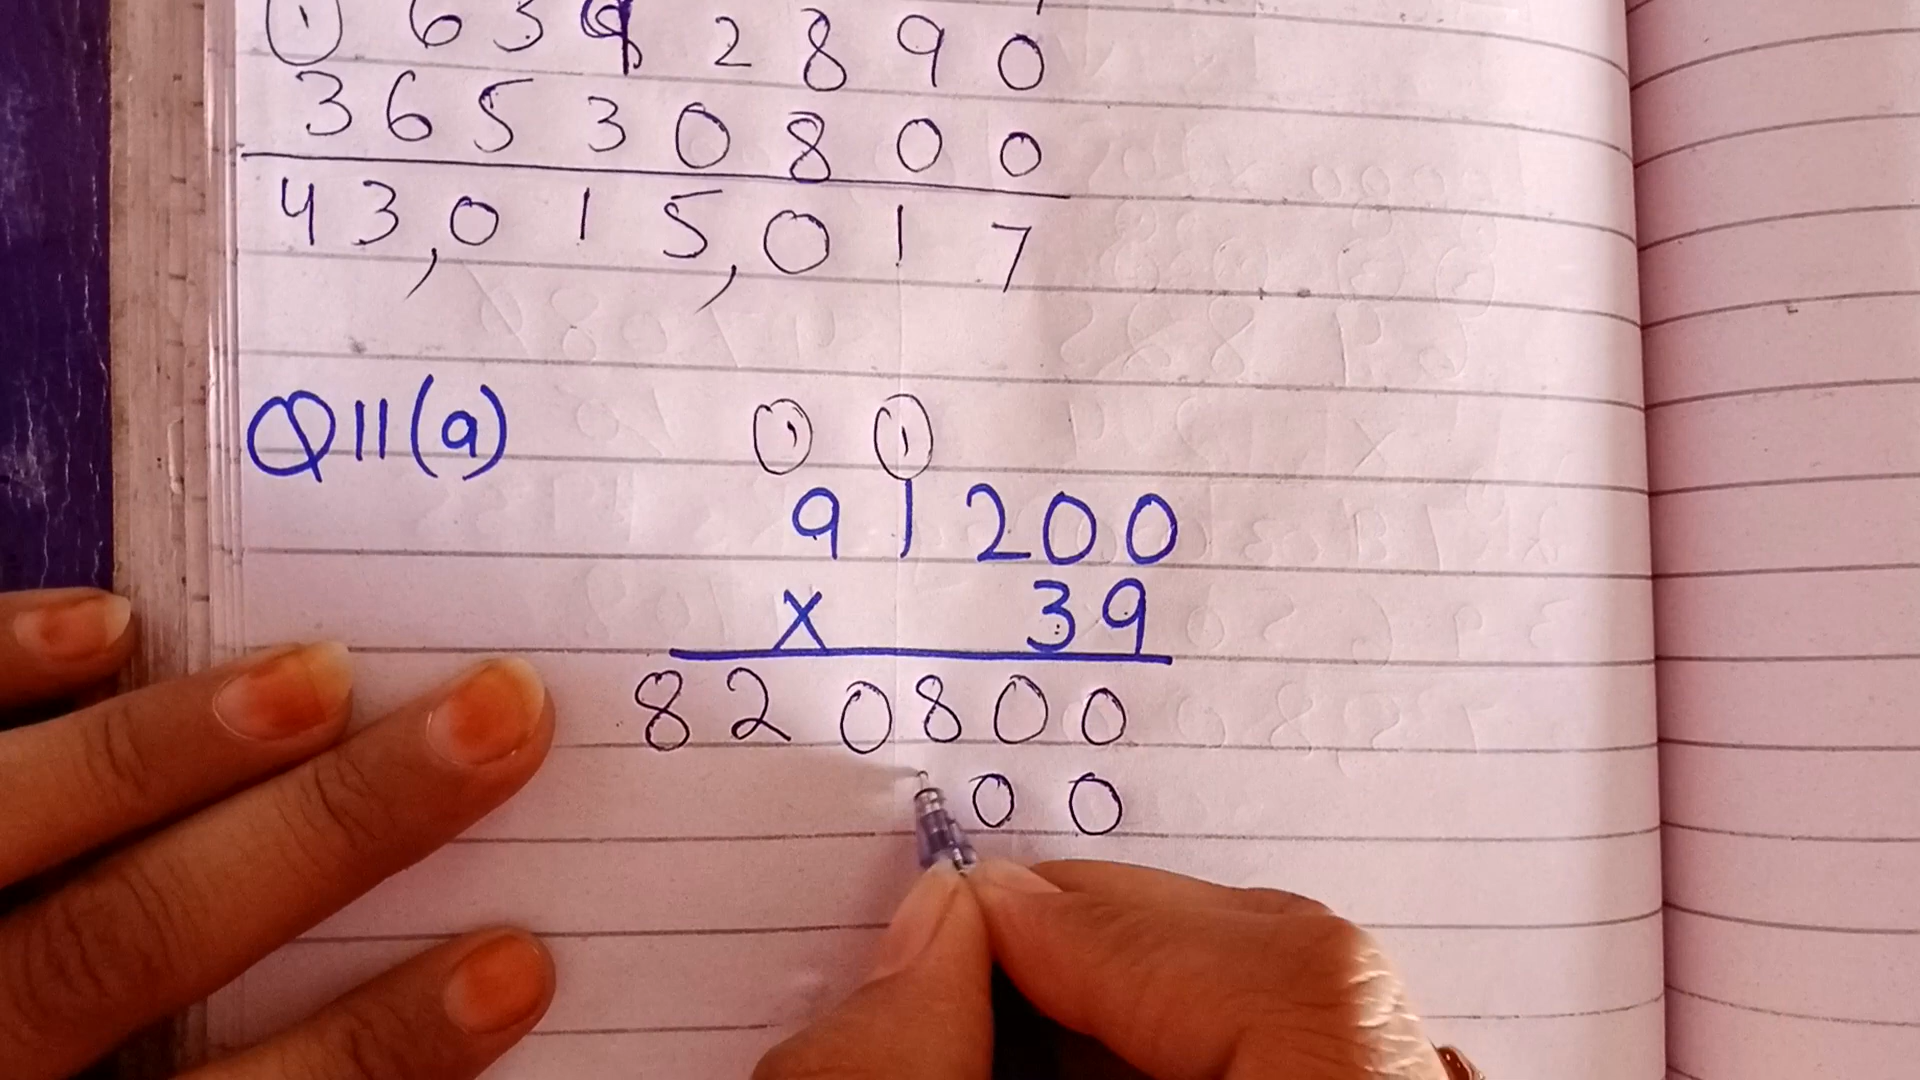 ① 6 3 9 2 8 9 0
3 6 5 3 0 8 0 0
4 3 , 0 1 5 , 0 1 7
Q11(a)
① ①
9 1 2 0 0
x 3 9
8 2 0 8 0 0
0 0